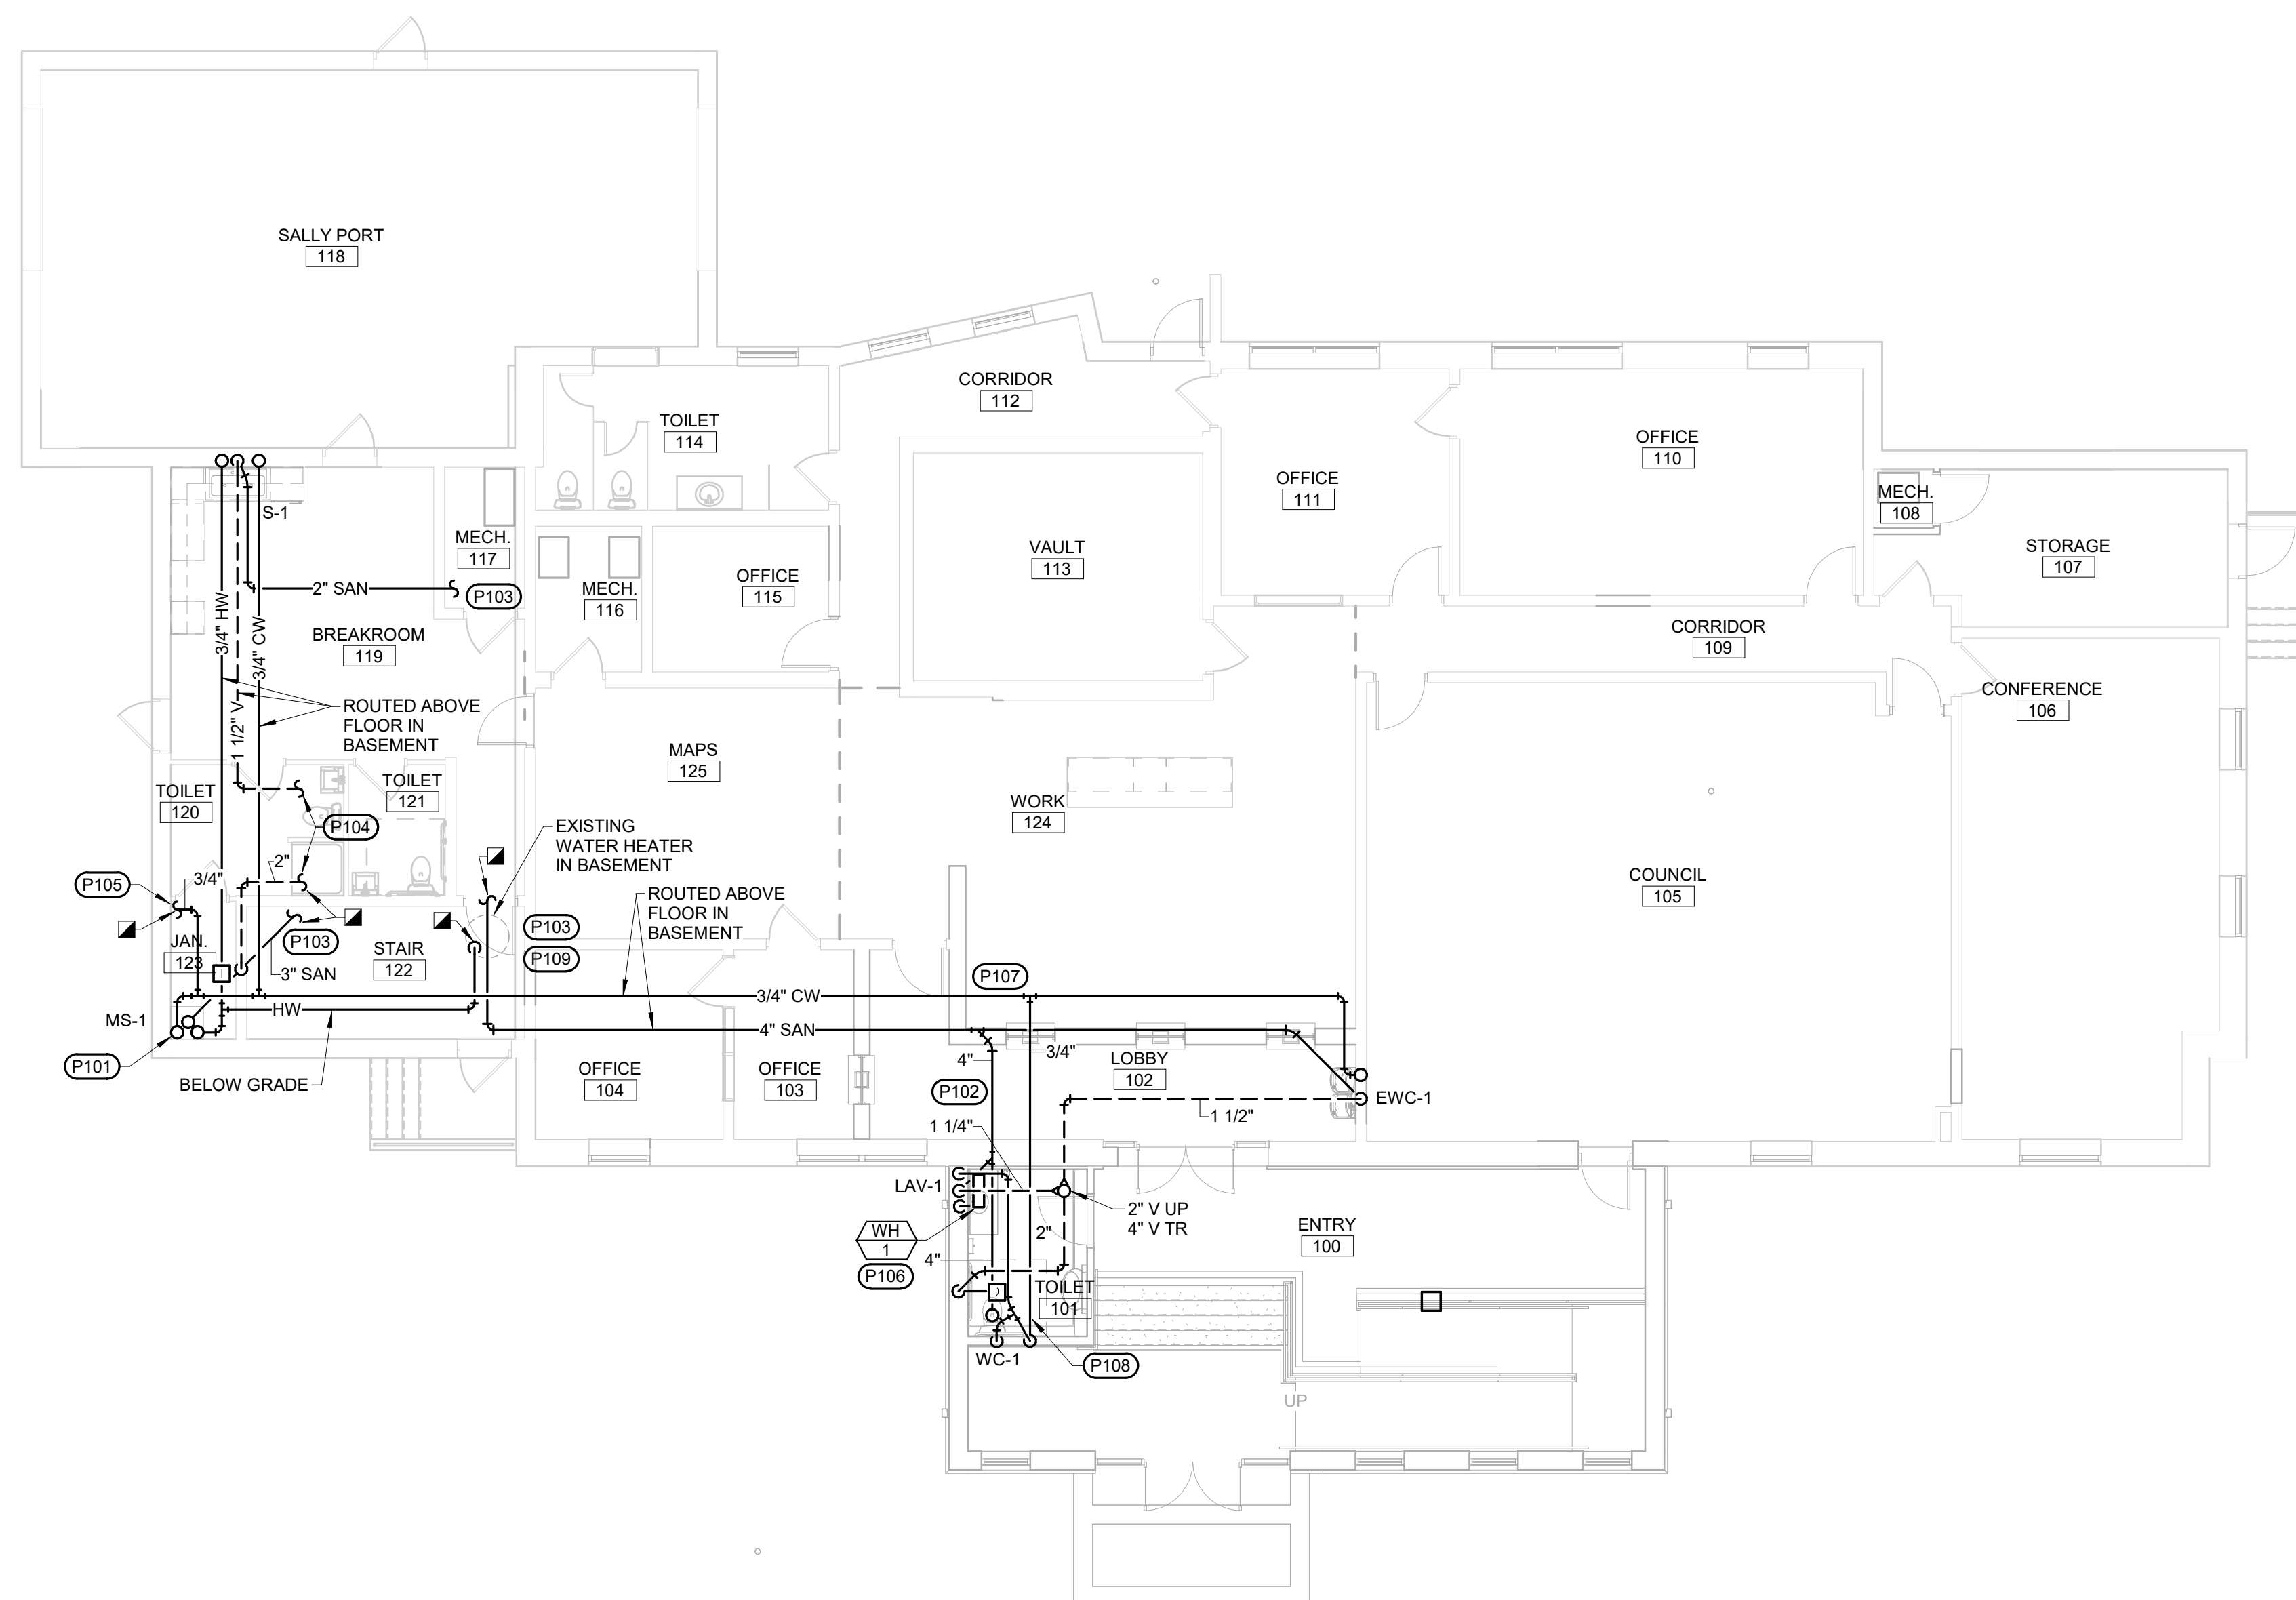 SALLY PORT
118
CORRIDOR
112
TOILET
114
OFFICE
110
OFFICE
111
MECH.
108
S-1
MECH.
117
VAULT
113
STORAGE
107
OFFICE
115
MECH.
116
2" SAN
P103
3/4" HW
3/4" CW
1 1/2" V
BREAKROOM
119
CORRIDOR
109
CONFERENCE
106
ROUTED ABOVE
FLOOR IN
BASEMENT
MAPS
125
TOILET
120
TOILET
121
WORK
124
P104
EXISTING
WATER HEATER
IN BASEMENT
2"
3/4"
P105
COUNCIL
105
ROUTED ABOVE
FLOOR IN
BASEMENT
P103
P109
JAN.
123
P103
STAIR
122
3" SAN
P107
3/4" CW
HW
MS-1
4" SAN
P101
BELOW GRADE
OFFICE
104
OFFICE
103
4"
3/4"
LOBBY
102
P102
EWC-1
1 1/2"
1 1/4"
LAV-1
2" V UP
4" V TR
WH
1
2"
ENTRY
100
4"
P106
TOILET
101
WC-1
P108
UP